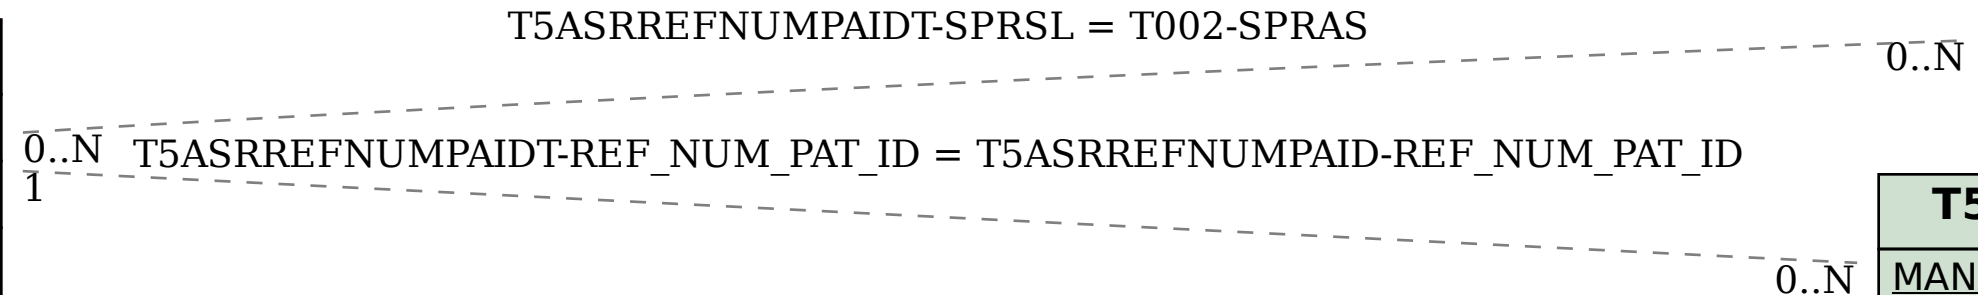 T5ASRREFNUMPAIDT-SPRSL = T002-SPRAS
0..N
0..N
T5ASRREFNUMPAIDT-REF_NUM_PAT_ID = T5ASRREFNUMPAID-REF_NUM_PAT_ID
1
T5
0..N
MAN